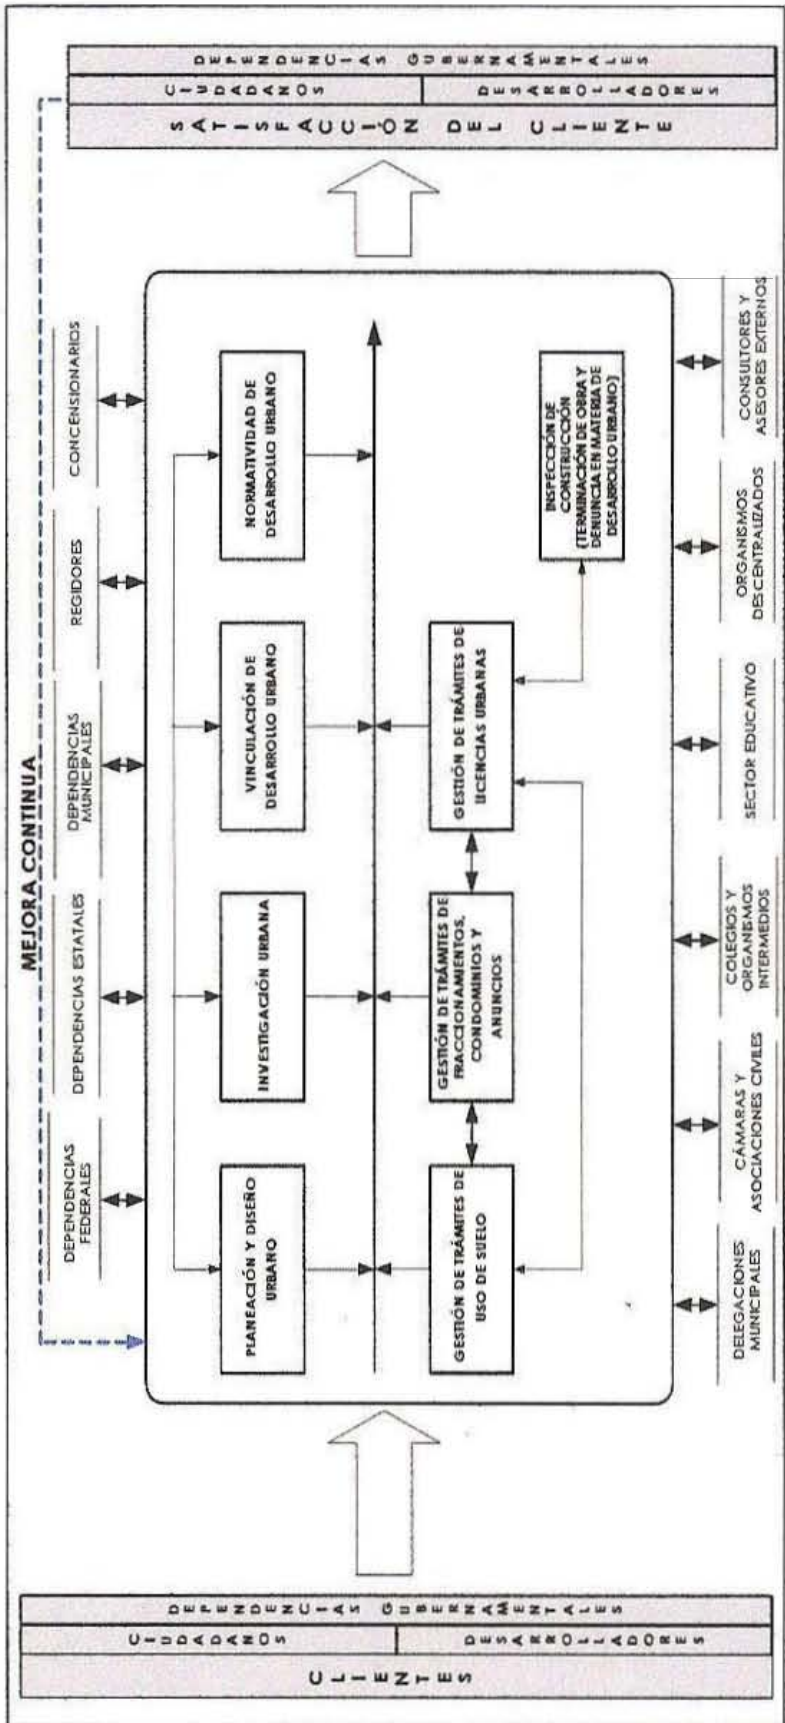 MEJORA CONTINUA
DEPENDENCIAS
FEDERALES
DEPENDENCIAS ESTATALES
DEPENDENCIAS
MUNICIPALES
REGIDORES
CONCENSIONARIOS
CLIENTES
CIUDADANOS
DESARROLLADORES
DEPENDENCIAS GUBERNAMENTALES
PLANEACIÓN Y DISEÑO
URBANO
INVESTIGACIÓN URBANA
VINCULACIÓN DE
DESARROLLO URBANO
NORMATIVIDAD DE
DESARROLLO URBANO
GESTIÓN DE TRÁMITES DE
USO DE SUELO
GESTIÓN DE TRÁMITES DE
FRACCIONAMIENTOS,
CONDOMINIOS Y
ANUNCIOS
GESTIÓN DE TRÁMITES DE
LICENCIAS URBANAS
INSPECCIÓN DE
CONSTRUCCIÓN
(TERMINACIÓN DE OBRA Y
DENUNCIA EN MATERIA DE
DESARROLLO URBANO)
SATISFACCIÓN DEL CLIENTE
CIUDADANOS
DESARROLLADORES
DEPENDENCIAS GUBERNAMENTALES
DELEGACIONES
MUNICIPALES
CÁMARAS Y
ASOCIACIONES CIVILES
COLEGIOS Y
ORGANISMOS
INTERMEDIOS
SECTOR EDUCATIVO
ORGANISMOS
DESCENTRALIZADOS
CONSULTORES Y
ASESORES EXTERNOS